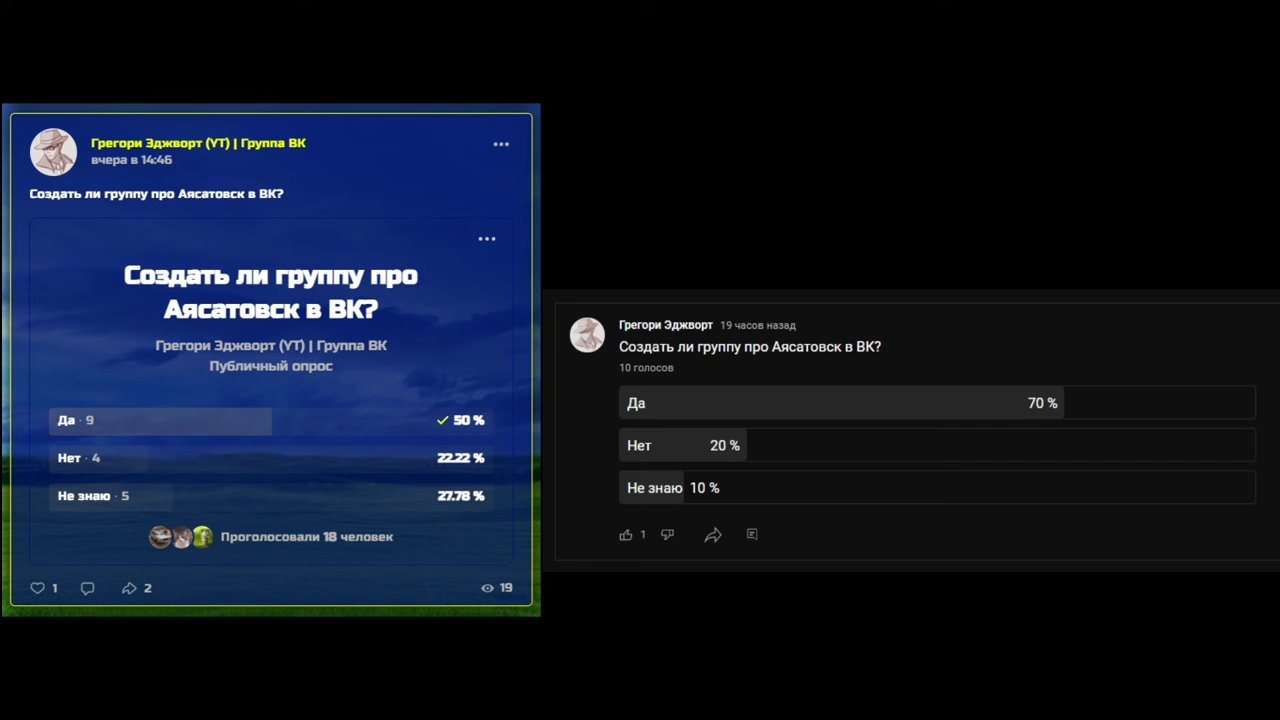 Грегори Эджворт (YT) | Группа ВК
вчера в 14:46
Создать ли группу про Аясатовск в ВК?
Создать ли группу про
Аясатовск в ВК?
Грегори Эджворт (YT) | Группа ВК
Публичный опрос
Да · 9 50 %
Нет · 4 22.22 %
Не знаю · 5 27.78 %
Проголосовали 18 человек
1 2 19
Грегори Эджворт 19 часов назад
Создать ли группу про Аясатовск в ВК?
10 голосов
Да 70 %
Нет 20 %
Не знаю 10 %
1